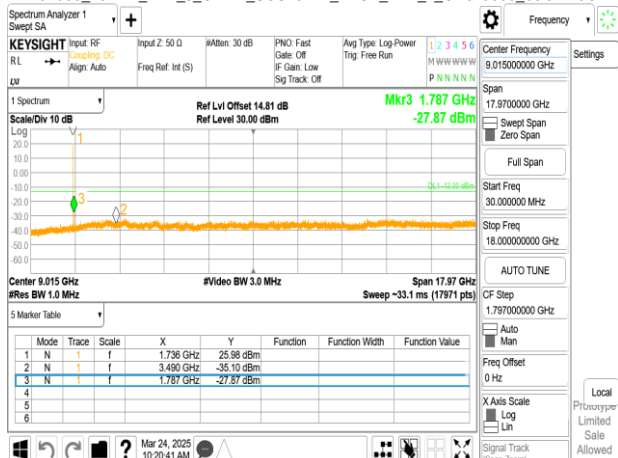 Spectrum Analyzer 1
Swept SA
Frequency
KEYSIGHT
RL
Input: RF
Coupling: DC
Align: Auto
Input Z: 50 Ω
Freq Ref: Int (S)
#Atten: 30 dB
PNO: Fast
Gate: Off
IF Gain: Low
Sig Track: Off
Avg Type: Log-Power
Trig: Free Run
1 2 3 4 5 6
M W W W W W
P N N N N N
1 Spectrum
Scale/Div 10 dB
Ref Lvl Offset 14.81 dB
Ref Level 30.00 dBm
Mkr3 1.787 GHz
-27.87 dBm
Log
20.0
10.0
0.00
-10.0
-20.0
-30.0
-40.0
-50.0
-60.0
1
3
2
DL1 -13.00 dBm
Center 9.015 GHz
#Res BW 1.0 MHz
#Video BW 3.0 MHz
Span 17.97 GHz
Sweep ~33.1 ms (17971 pts)
5 Marker Table
Mode Trace Scale X Y Function Function Width Function Value
1 N 1 f 1.736 GHz 25.98 dBm
2 N 1 f 3.490 GHz -35.10 dBm
3 N 1 f 1.787 GHz -27.87 dBm
4
5
6
Mar 24, 2025
10:20:41 AM
Center Frequency
9.015000000 GHz
Settings
Span
17.9700000 GHz
Swept Span
Zero Span
Full Span
Start Freq
30.000000 MHz
Stop Freq
18.000000000 GHz
AUTO TUNE
CF Step
1.797000000 GHz
Auto
Man
Freq Offset
0 Hz
X Axis Scale
Log
Lin
Signal Track
Local
Prototype
Limited
Sale
Allowed